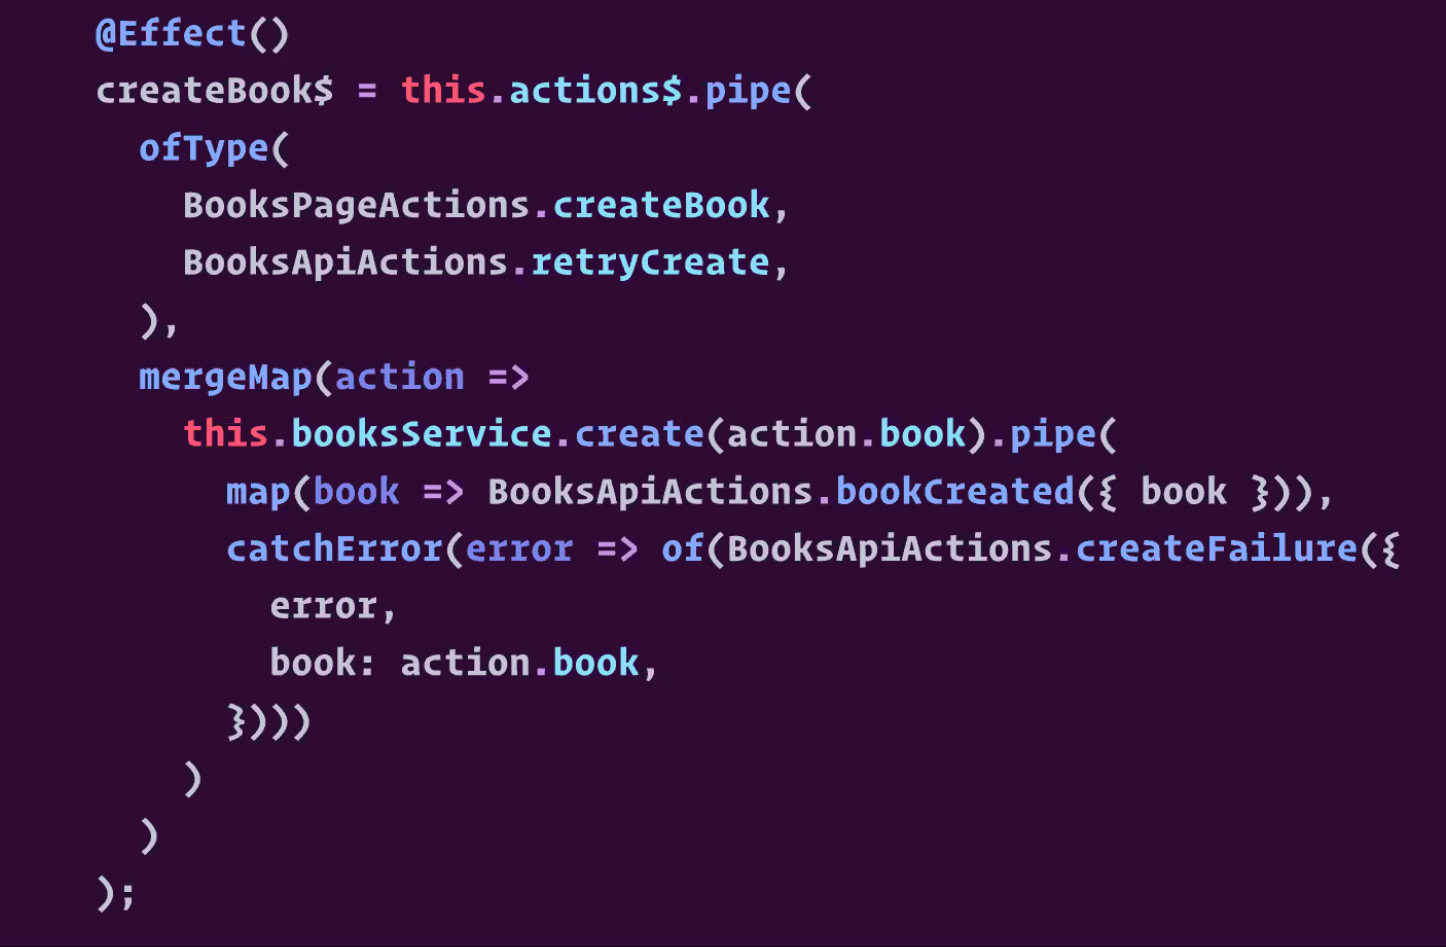 @Effect()
createBook$ = this.actions$.pipe(
  ofType(
    BooksPageActions.createBook,
    BooksApiActions.retryCreate,
  ),
  mergeMap(action =>
    this.booksService.create(action.book).pipe(
      map(book => BooksApiActions.bookCreated({ book })),
      catchError(error => of(BooksApiActions.createFailure({
        error,
        book: action.book,
      })))
    )
  )
);